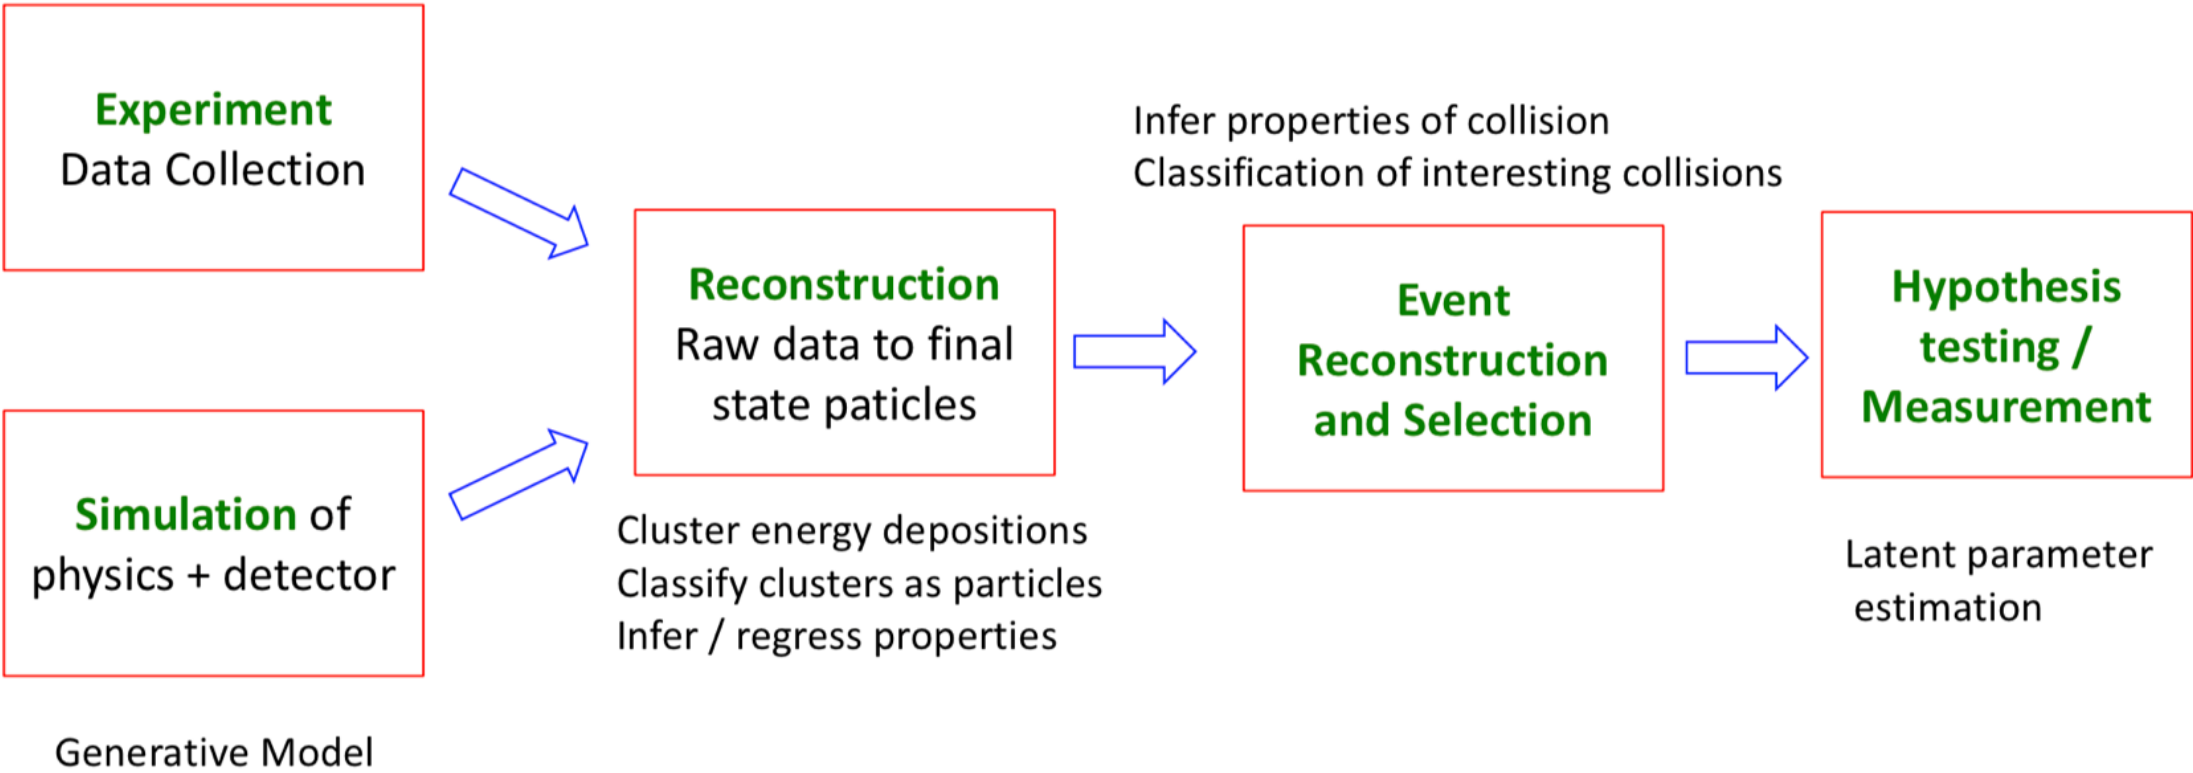 Experiment
Data Collection
Simulation of
physics + detector
Generative Model
Reconstruction
Raw data to final
state paticles
Cluster energy depositions
Classify clusters as particles
Infer / regress properties
Infer properties of collision
Classification of interesting collisions
Event
Reconstruction
and Selection
Hypothesis
testing /
Measurement
Latent parameter
estimation